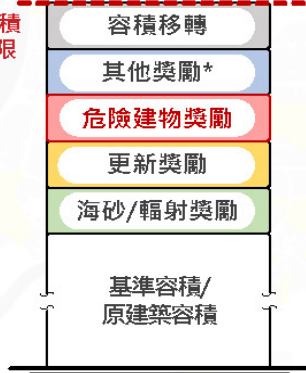 積
限
容積移轉
其他獎勵*
危險建物獎勵
更新獎勵
海砂/輻射獎勵
基準容積/
原建築容積